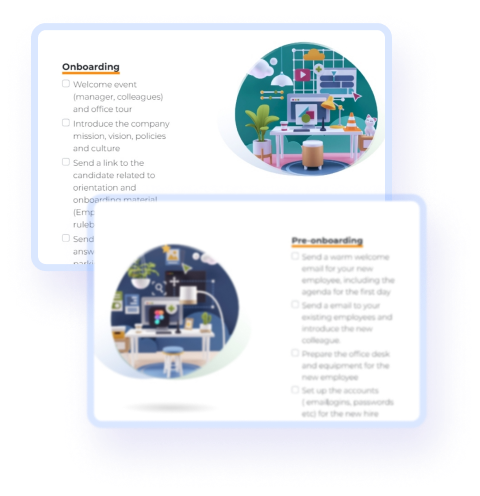 Onboarding
Welcome event
(manager, colleagues)
and office tour
Introduce the company
mission, vision, policies
and culture
Send a link to the
candidate related to
orientation and
onboarding material
Send
Pre-onboarding
Send a warm welcome
email for your new
employee, including the
agenda for the first day
Send a email to your
existing employees and
introduce the new
colleague.
Prepare the office desk
and equipment for the
new employee
Set up the accounts
( email logins, passwords
etc) for the new hire